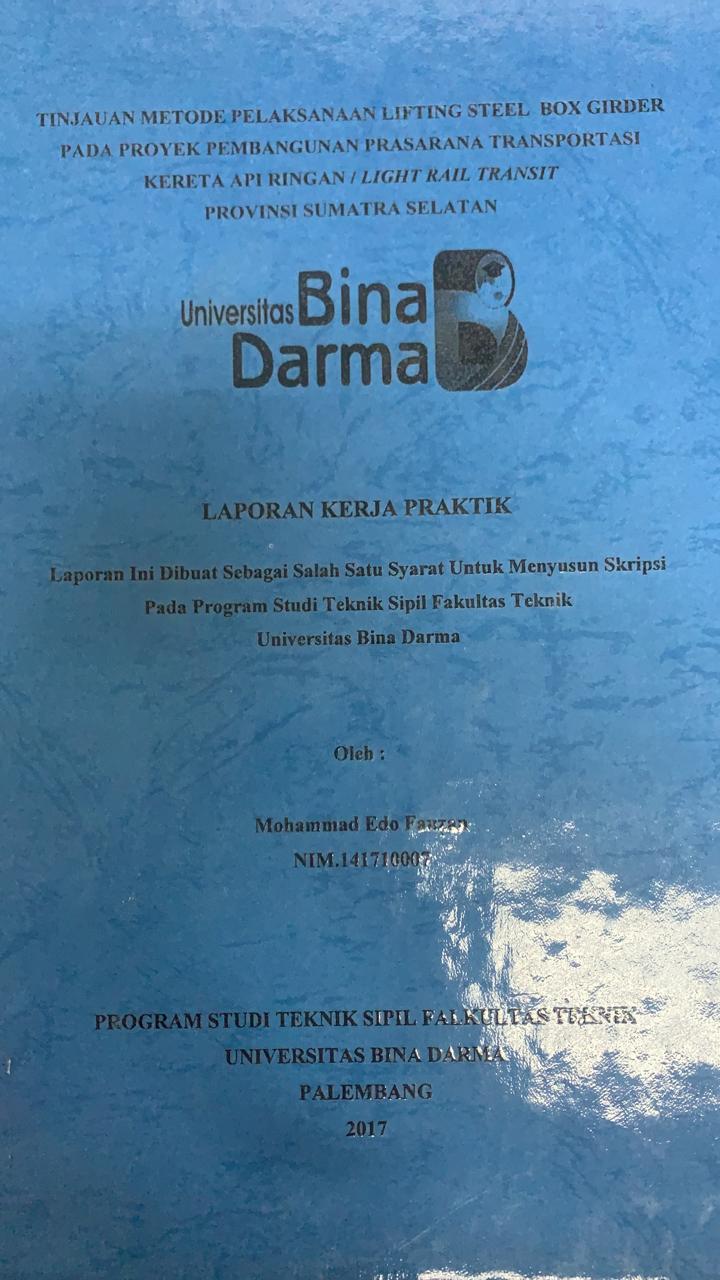 TINJAUAN METODE PELAKSANAAN LIFTING STEEL BOX GIRDER
PADA PROYEK PEMBANGUNAN PRASARANA TRANSPORTASI
KERETA API RINGAN / LIGHT RAIL TRANSIT
PROVINSI SUMATRA SELATAN
Universitas Bina
Darma
LAPORAN KERJA PRAKTIK
Laporan Ini Dibuat Sebagai Salah Satu Syarat Untuk Menyusun Skripsi
Pada Program Studi Teknik Sipil Fakultas Teknik
Universitas Bina Darma
Oleh :
Mohammad Edo Fauzan
NIM.141710007
PROGRAM STUDI TEKNIK SIPIL FALKULTAS TEKNIK
UNIVERSITAS BINA DARMA
PALEMBANG
2017